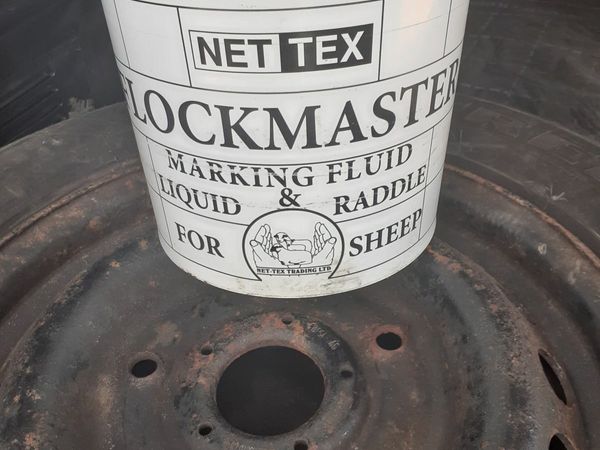 NET TEX
FLOCKMASTER
MARKING FLUID
LIQUID & RADDLE
FOR SHEEP
NET-TEX TRADING LTD